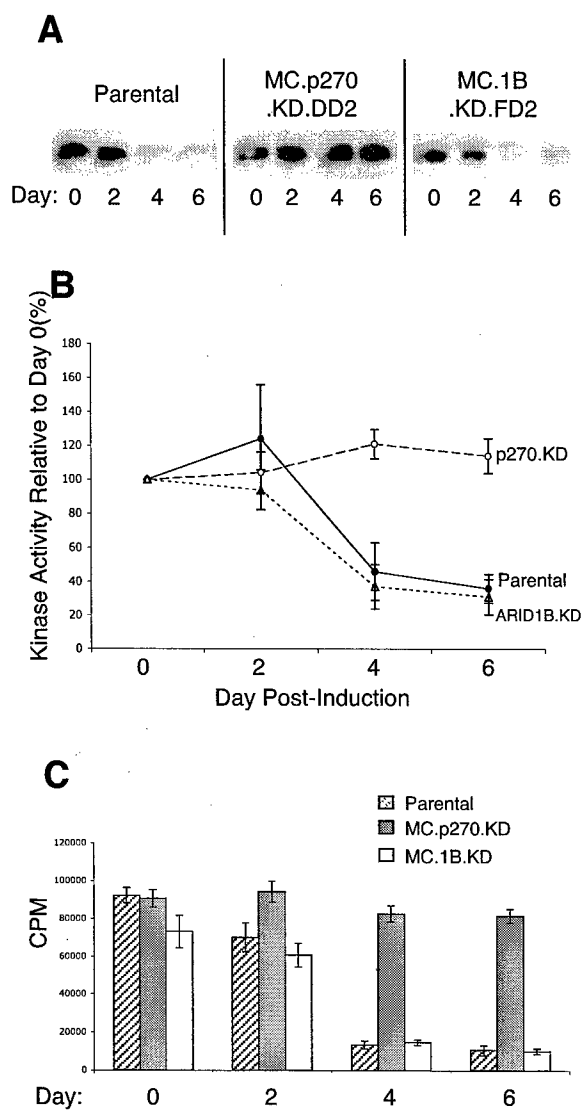 A
Parental
MC.p270
.KD.DD2
MC.1B
.KD.FD2
Day: 0 2 4 6 0 2 4 6 0 2 4 6
B
Kinase Activity Relative to Day 0(%)
180
160
140
120
100
80
60
40
20
0
p270.KD
Parental
ARID1B.KD
0 2 4 6
Day Post-Induction
C
Parental
MC.p270.KD
MC.1B.KD
CPM
120000
100000
80000
60000
40000
20000
0
Day: 0 2 4 6